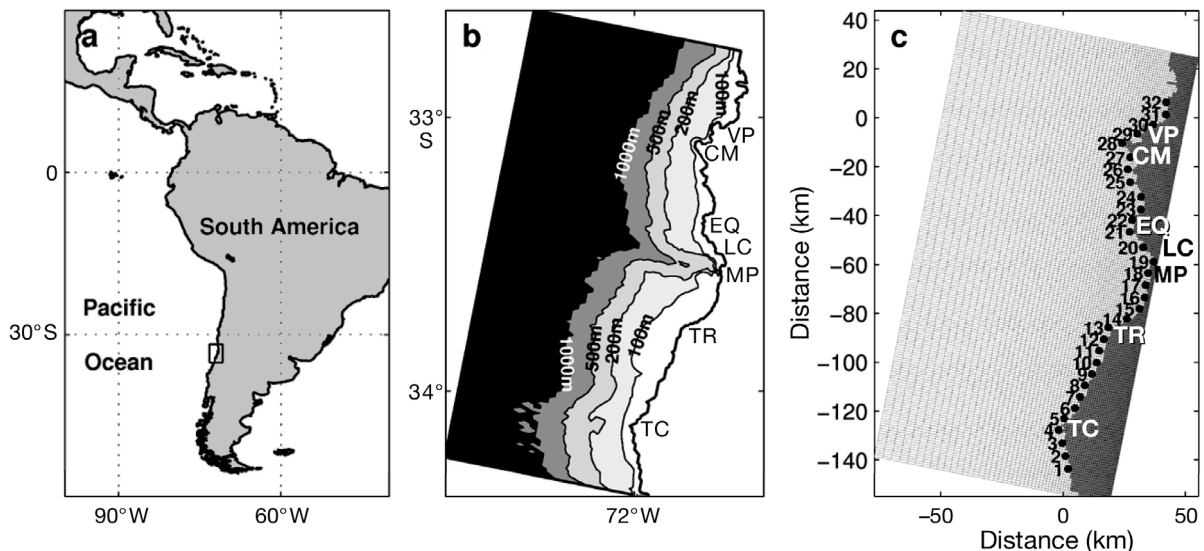 a
South America
Pacific
Ocean
0
30°S
90°W
60°W
b
33°
S
34°
72°W
100m
200m
500m
1000m
VP
CM
EQ
LC
MP
TR
TC
1000m
500m
200m
100m
c
Distance (km)
40
20
0
−20
−40
−60
−80
−100
−120
−140
−50
0
50
Distance (km)
32
31
30
VP
29
28
CM
27
26
25
24
23
22
EQ
21
20
LC
19
18
MP
17
16
15
14
13
TR
12
11
10
9
8
7
6
5
TC
4
3
2
1